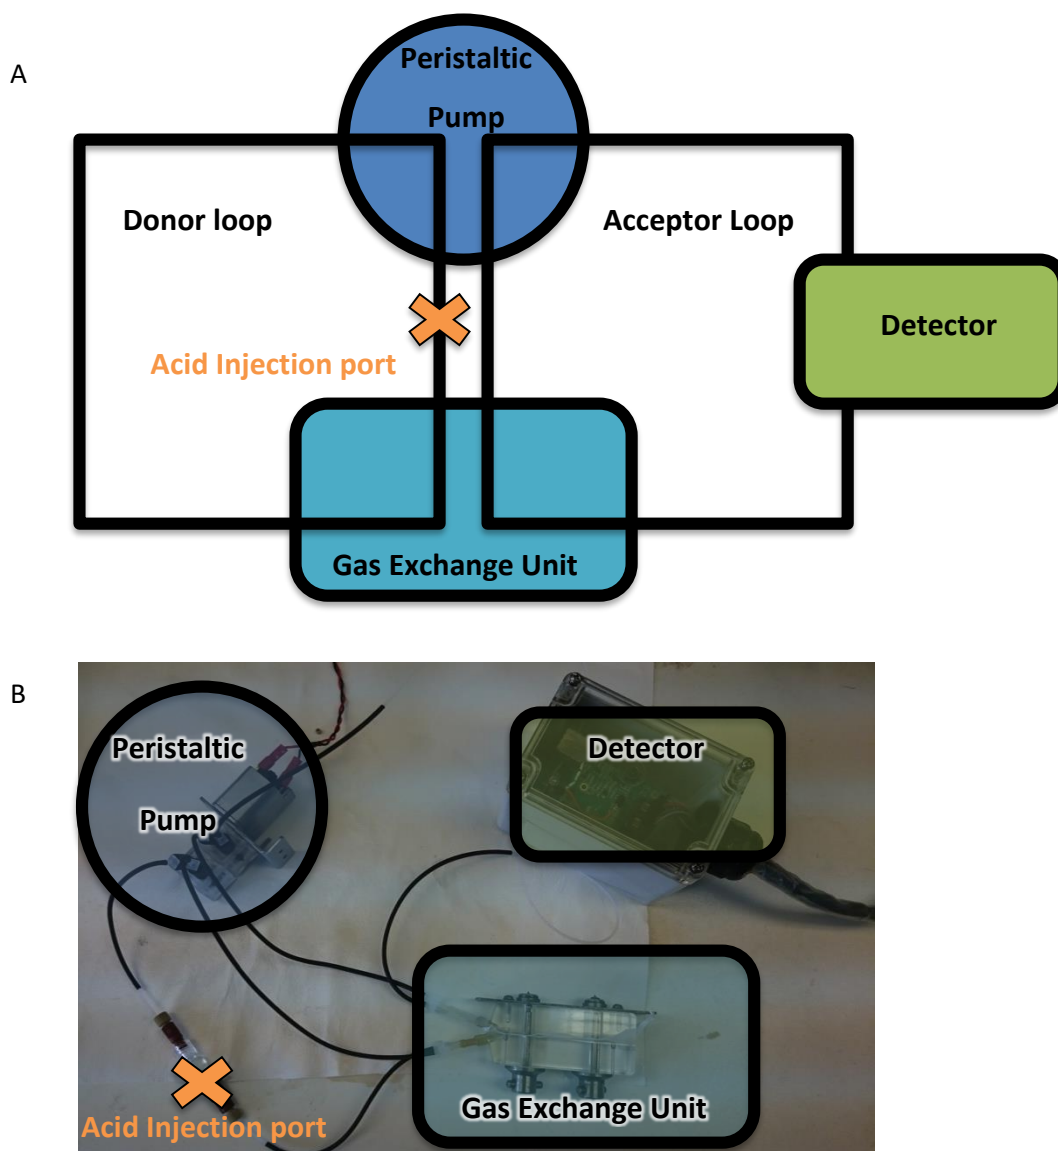 A
Peristaltic
Pump
Donor loop
Acceptor Loop
Detector
Acid Injection port
Gas Exchange Unit
B
Peristaltic
Pump
Detector
Gas Exchange Unit
Acid Injection port